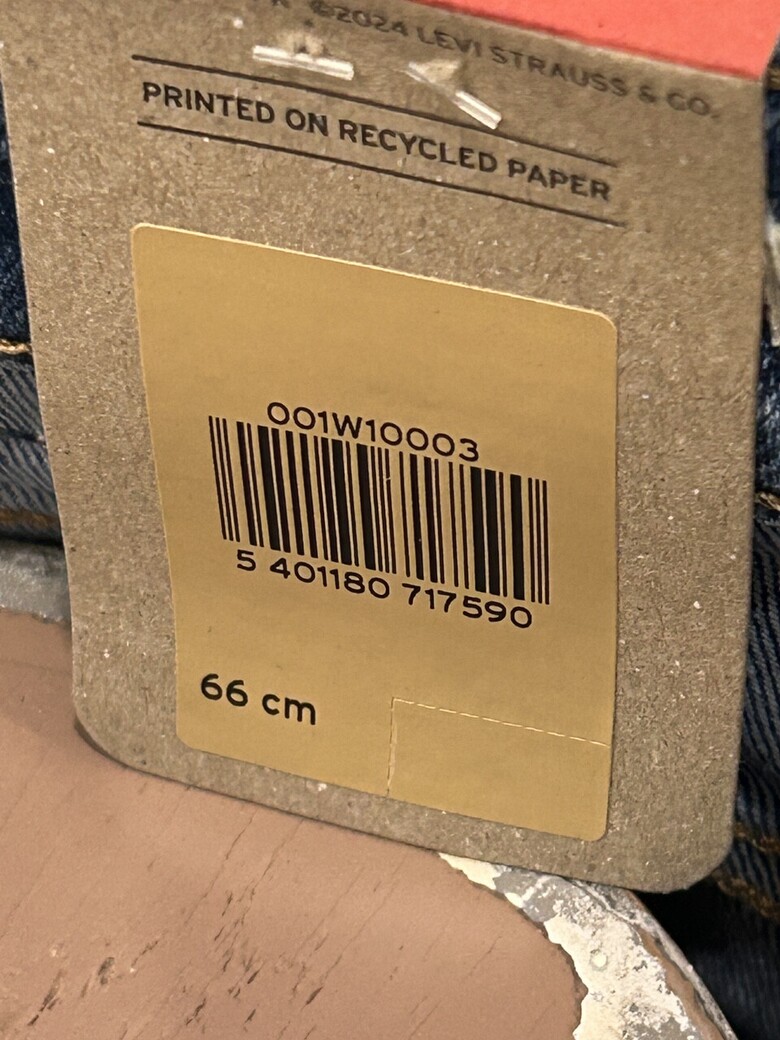 ©2024 LEVI STRAUSS & CO.
PRINTED ON RECYCLED PAPER
001W10003
5 401180 717590
66 cm